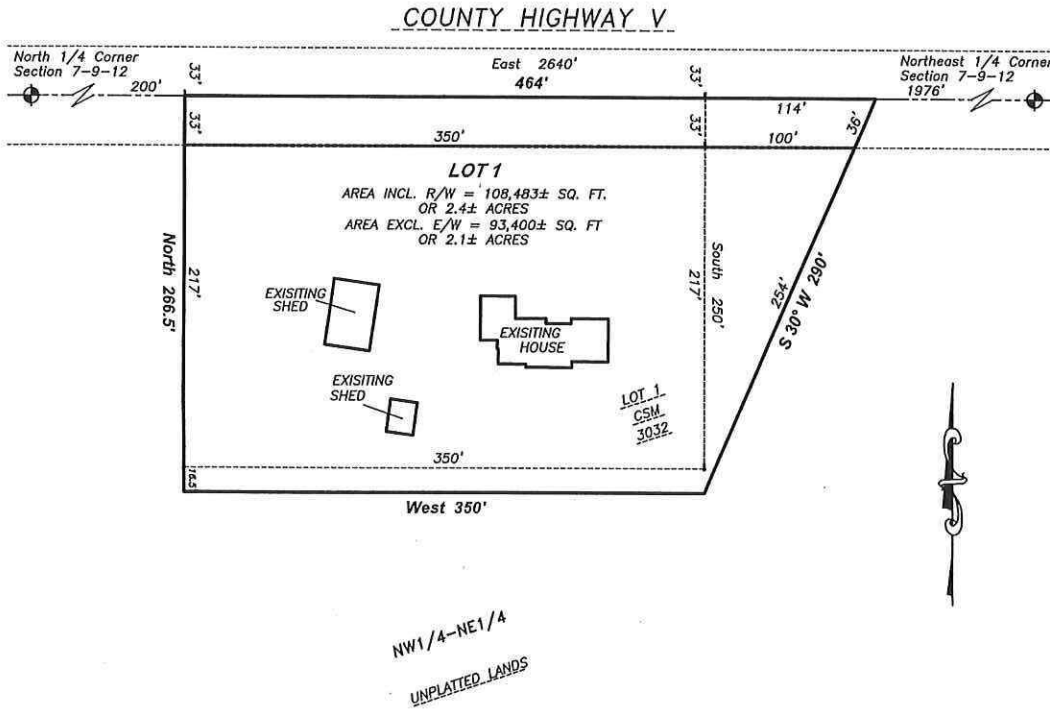 COUNTY HIGHWAY V
North 1/4 Corner
Section 7-9-12
200'
33'
East 2640'
464'
33'
Northeast 1/4 Corner
Section 7-9-12
1976'
33'
33'
114'
36'
350'
100'
LOT 1
AREA INCL. R/W = 108,483± SQ. FT.
OR 2.4± ACRES
AREA EXCL. E/W = 93,400± SQ. FT
OR 2.1± ACRES
North 266.5'
217'
EXISITING
SHED
EXISITING
HOUSE
217'
South 250'
254'
S 30° W 290'
EXISITING
SHED
LOT 1
CSM
3032
350'
16.5'
West 350'
NW1/4-NE1/4
UNPLATTED LANDS